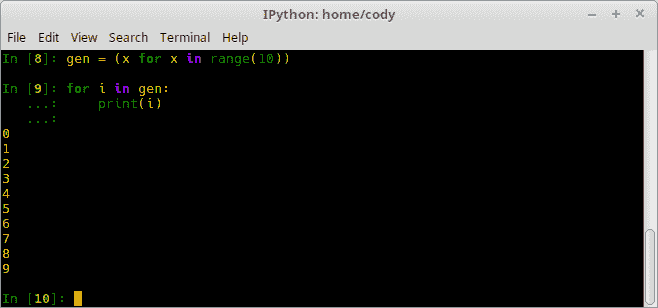 IPython: home/cody
File Edit View Search Terminal Help
In [8]: gen = (x for x in range(10))
In [9]: for i in gen:
   ...:     print(i)
   ...:
0
1
2
3
4
5
6
7
8
9
In [10]: